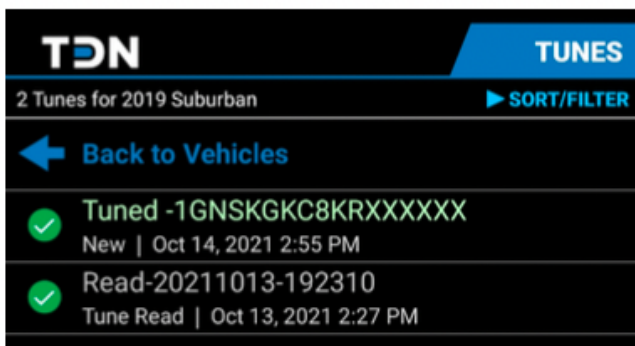 TDN
TUNES
2 Tunes for 2019 Suburban
SORT/FILTER
Back to Vehicles
Tuned -1GNSKGKC8KRXXXXXX
New | Oct 14, 2021 2:55 PM
Read-20211013-192310
Tune Read | Oct 13, 2021 2:27 PM